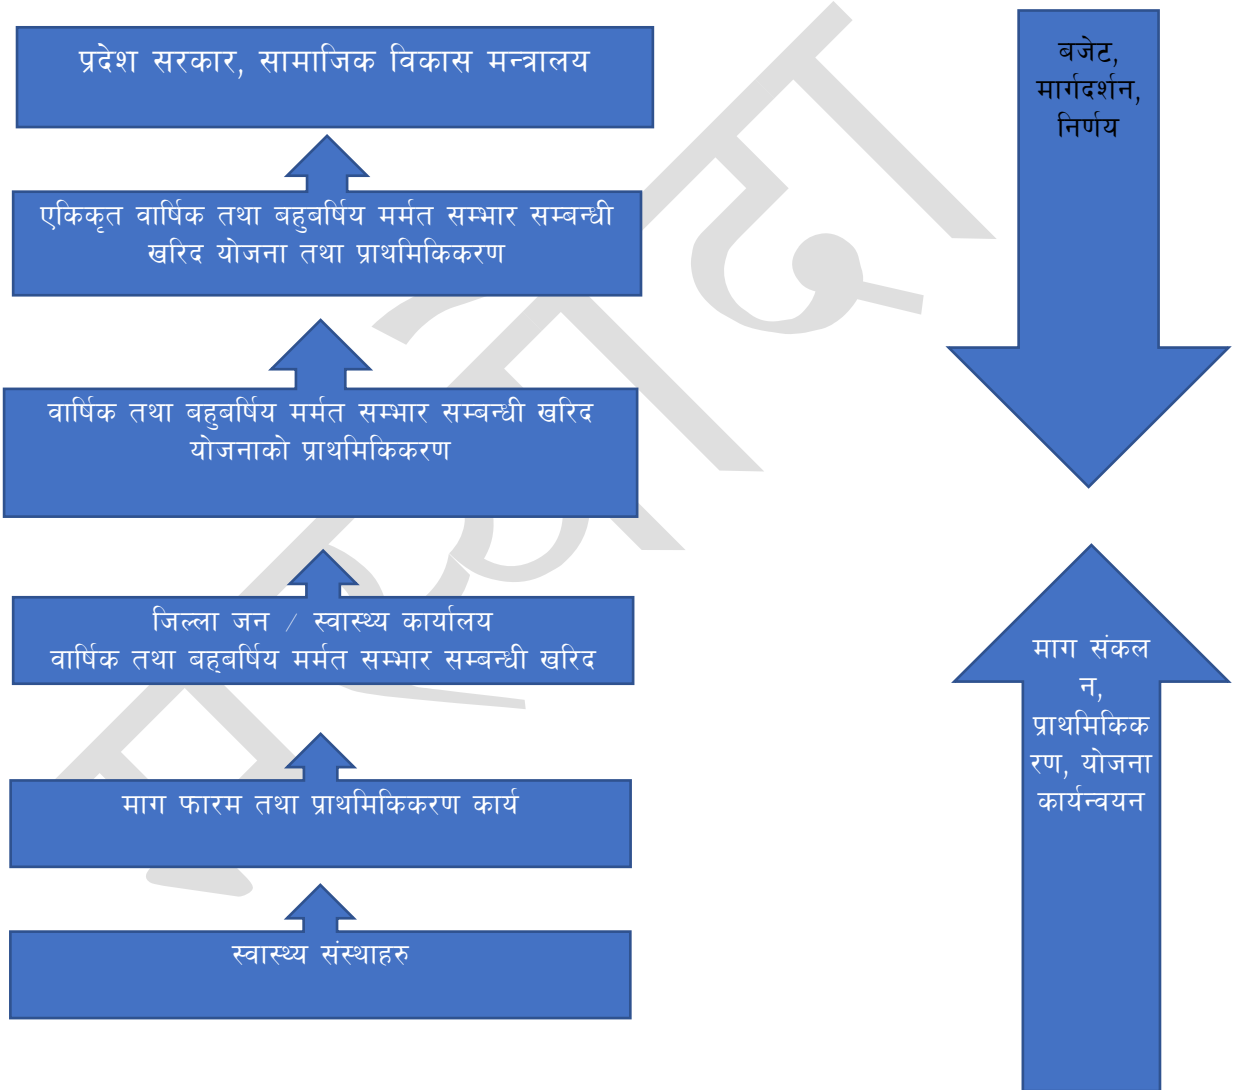 प्रदेश सरकार, सामाजिक विकास मन्त्रालय
एकिकृत वार्षिक तथा बहुबर्षिय मर्मत सम्भार सम्बन्धी
खरिद योजना तथा प्राथमिकिकरण
वार्षिक तथा बहुबर्षिय मर्मत सम्भार सम्बन्धी खरिद
योजनाको प्राथमिकिकरण
जिल्ला जन / स्वास्थ्य कार्यालय
वार्षिक तथा बहुबर्षिय मर्मत सम्भार सम्बन्धी खरिद
माग फारम तथा प्राथमिकिकरण कार्य
स्वास्थ्य संस्थाहरु
बजेट,
मार्गदर्शन,
निर्णय
माग संकल
न,
प्राथमिकिक
रण, योजना
कार्यन्वयन